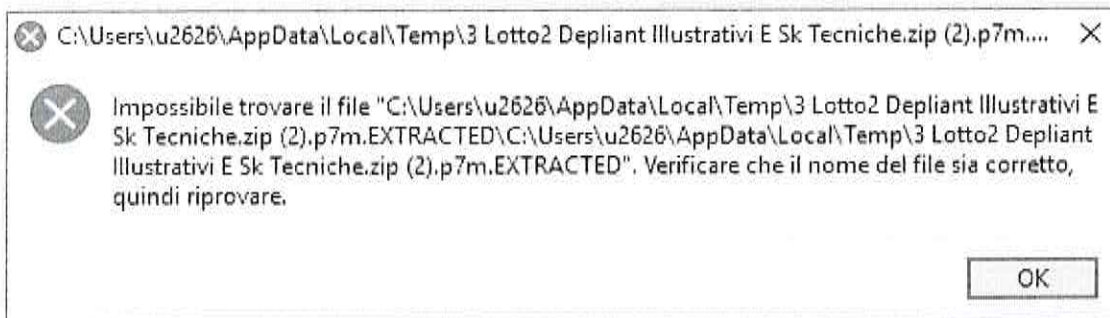 C:\Users\u2626\AppData\Local\Temp\3 Lotto2 Depliant Illustrativi E Sk Tecniche.zip (2).p7m....
Impossibile trovare il file "C:\Users\u2626\AppData\Local\Temp\3 Lotto2 Depliant Illustrativi E
Sk Tecniche.zip (2).p7m.EXTRACTED\C:\Users\u2626\AppData\Local\Temp\3 Lotto2 Depliant
Illustrativi E Sk Tecniche.zip (2).p7m.EXTRACTED". Verificare che il nome del file sia corretto,
quindi riprovare.
OK